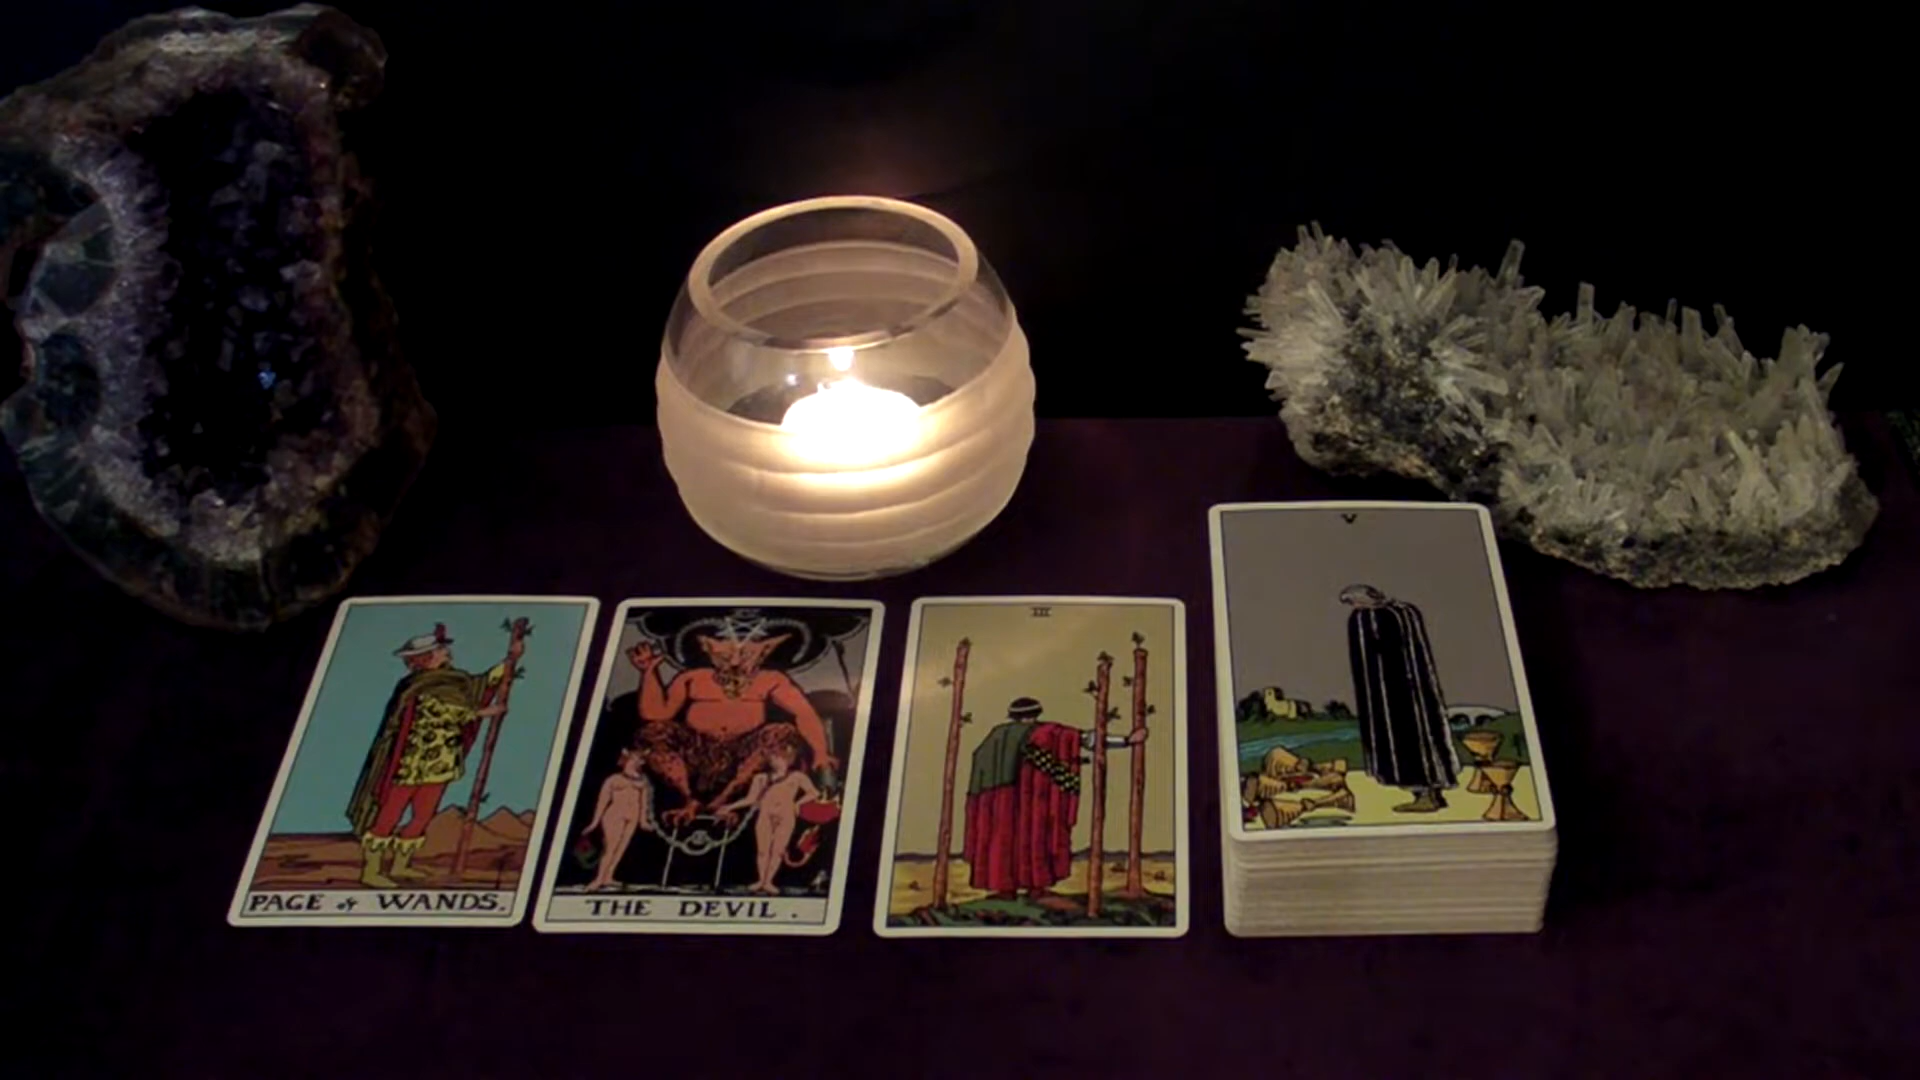 PAGE of WANDS.
THE DEVIL.
III
V